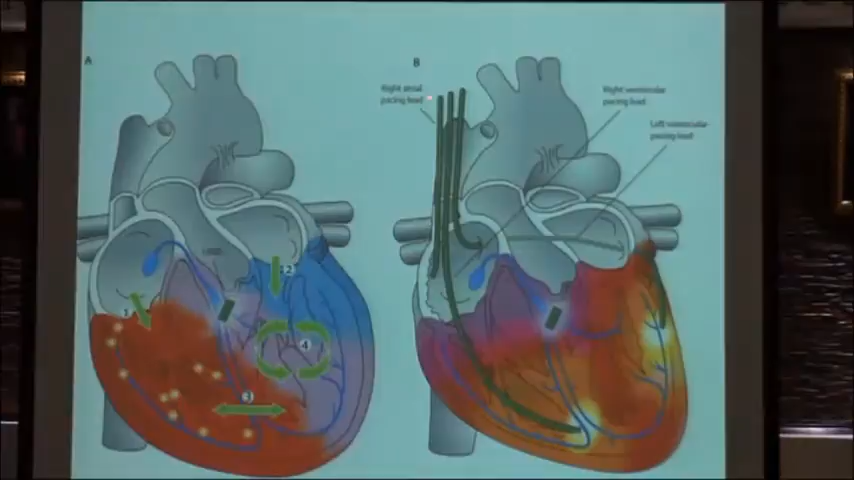 A
B
Right atrial
pacing lead
Right ventricular
pacing lead
Left ventricular
pacing lead
1
2
3
4